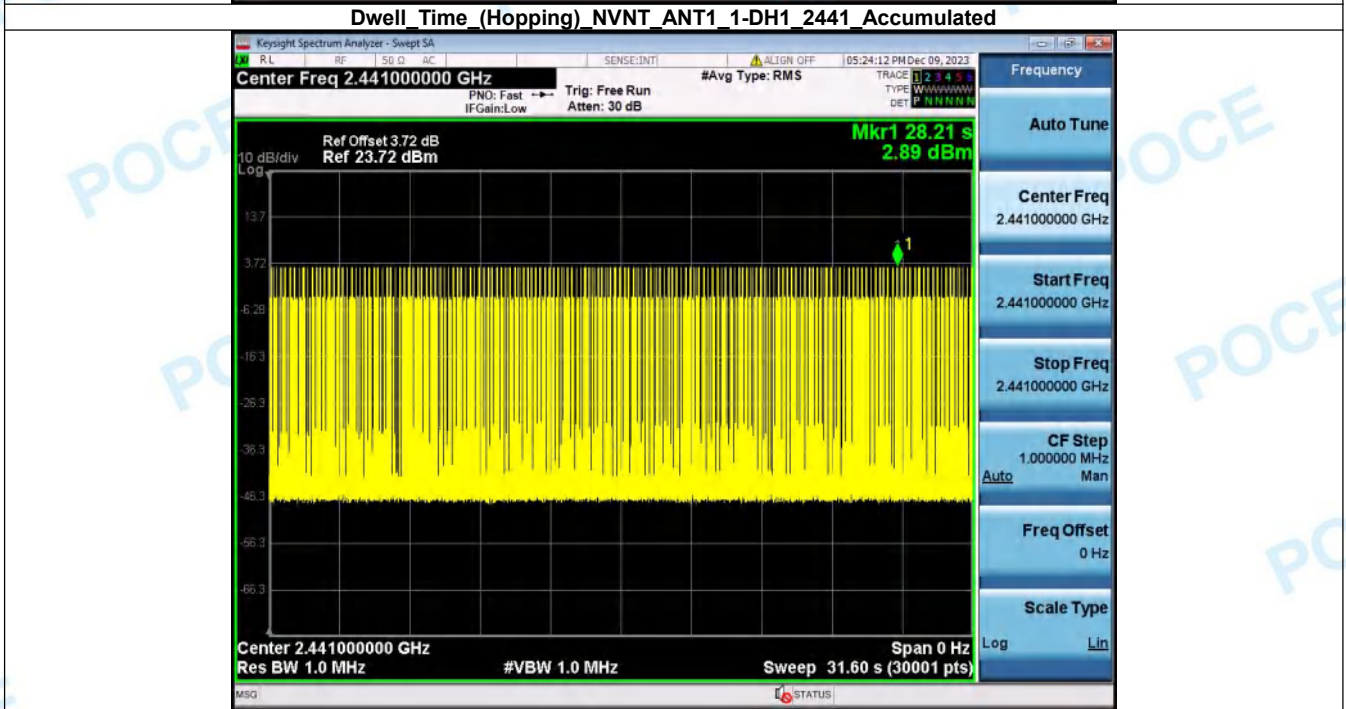 Dwell_Time_(Hopping)_NVNT_ANT1_1-DH1_2441_Accumulated
Keysight Spectrum Analyzer - Swept SA
RL RF 50 Ω AC SENSE:INT ALIGN OFF 05:24:12 PM Dec 09, 2023
Center Freq 2.441000000 GHz #Avg Type: RMS TRACE 1 2 3 4 5 6
PNO: Fast Trig: Free Run TYPE WWWWWW
IFGain:Low Atten: 30 dB DET P NNNNN
Frequency
Mkr1 28.21 s
Ref Offset 3.72 dB
10 dB/div Ref 23.72 dBm 2.89 dBm
Log
13.7
3.72
-6.28
-16.3
-26.3
-36.3
-46.3
-56.3
-66.3
1
Center 2.441000000 GHz Span 0 Hz
Res BW 1.0 MHz #VBW 1.0 MHz Sweep 31.60 s (30001 pts)
MSG STATUS
Auto Tune
Center Freq
2.441000000 GHz
Start Freq
2.441000000 GHz
Stop Freq
2.441000000 GHz
CF Step
1.000000 MHz
Auto Man
Freq Offset
0 Hz
Scale Type
Log Lin
POCE
POCE
POCE